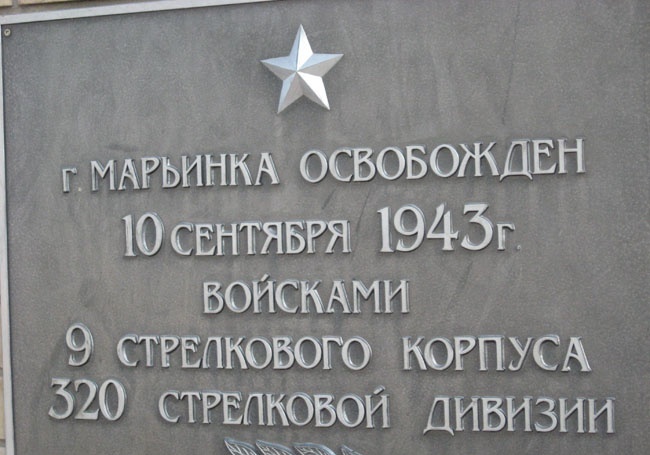 г. МАРЬИНКА ОСВОБОЖДЕН
10 СЕНТЯБРЯ 1943г.
ВОЙСКАМИ
9 СТРЕЛКОВОГО КОРПУСА
320 СТРЕЛКОВОЙ ДИВИЗИИ